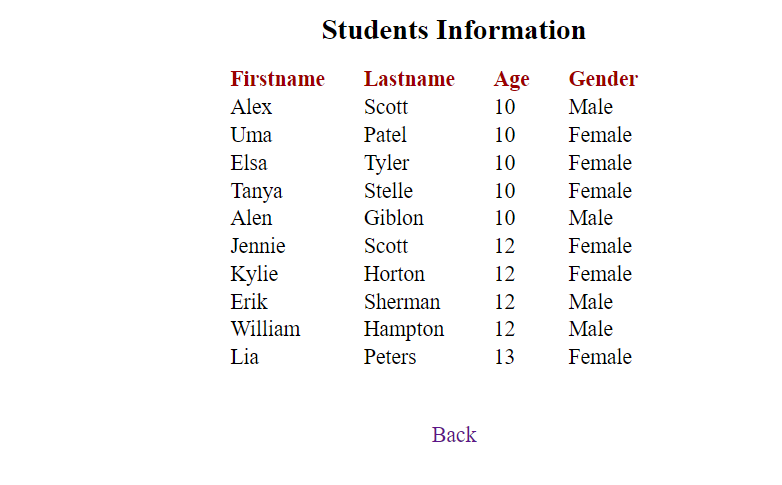 Students Information
Firstname Lastname Age Gender
Alex Scott 10 Male
Uma Patel 10 Female
Elsa Tyler 10 Female
Tanya Stelle 10 Female
Alen Giblon 10 Male
Jennie Scott 12 Female
Kylie Horton 12 Female
Erik Sherman 12 Male
William Hampton 12 Male
Lia Peters 13 Female
Back